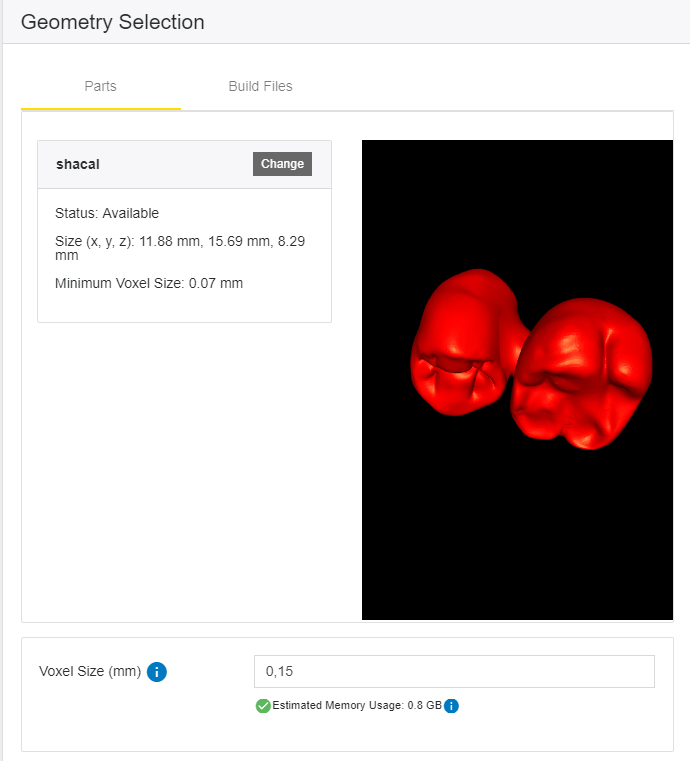 Geometry Selection
Parts Build Files
shacal Change
Status: Available
Size (x, y, z): 11.88 mm, 15.69 mm, 8.29
mm
Minimum Voxel Size: 0.07 mm
Voxel Size (mm) i 0,15
Estimated Memory Usage: 0.8 GB i